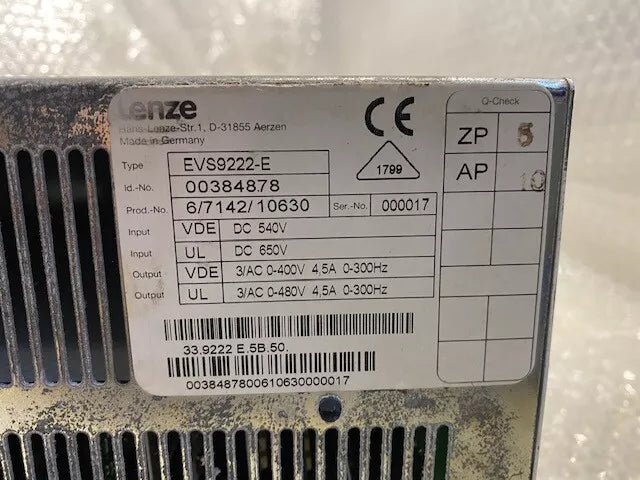 Lenze
Hans-Lenze-Str.1, D-31855 Aerzen
Made in Germany
CE
1799
Q-Check
ZP 5
AP 10
Type EVS9222-E
Id.-No. 00384878
Prod.-No. 6/7142/10630 Ser.-No. 000017
Input VDE DC 540V
Input UL DC 650V
Output VDE 3/AC 0-400V 4,5A 0-300Hz
Output UL 3/AC 0-480V 4,5A 0-300Hz
33.9222 E.5B.50.
0038487800610630000017